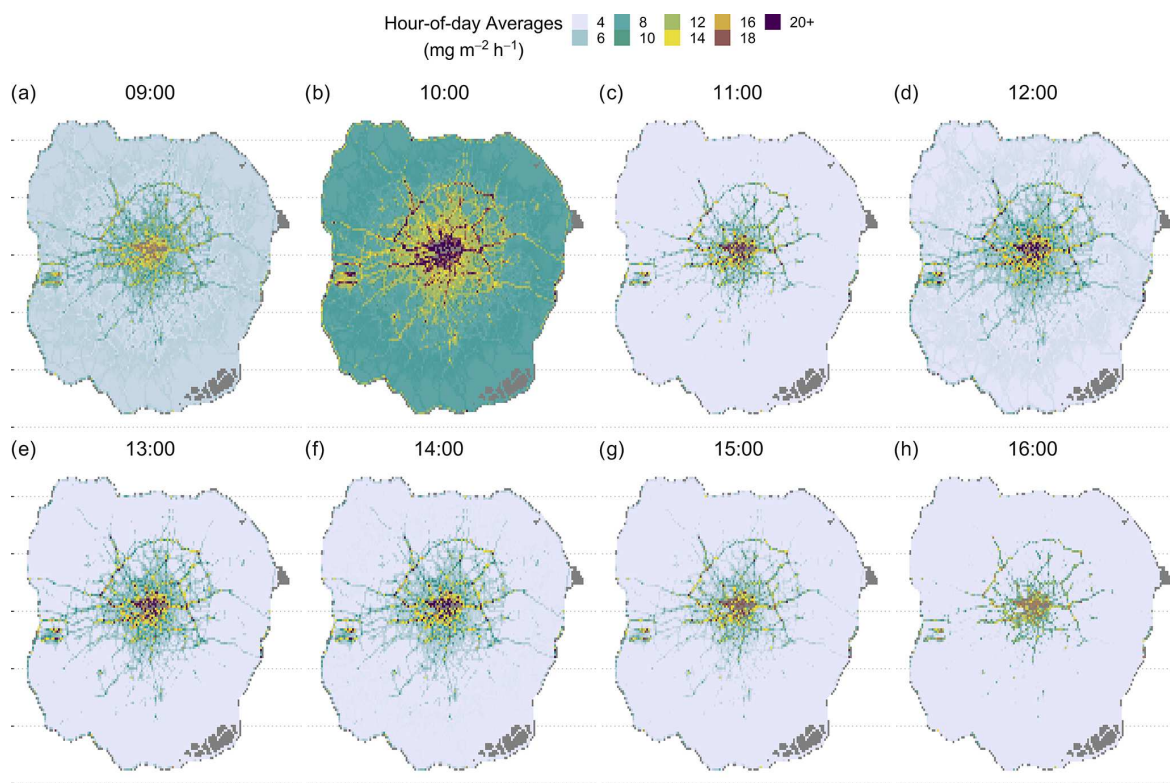 Hour-of-day Averages
(mg m−2 h−1)
4 8 12 16 20+
6 10 14 18
(a) 09:00 (b) 10:00 (c) 11:00 (d) 12:00
(e) 13:00 (f) 14:00 (g) 15:00 (h) 16:00